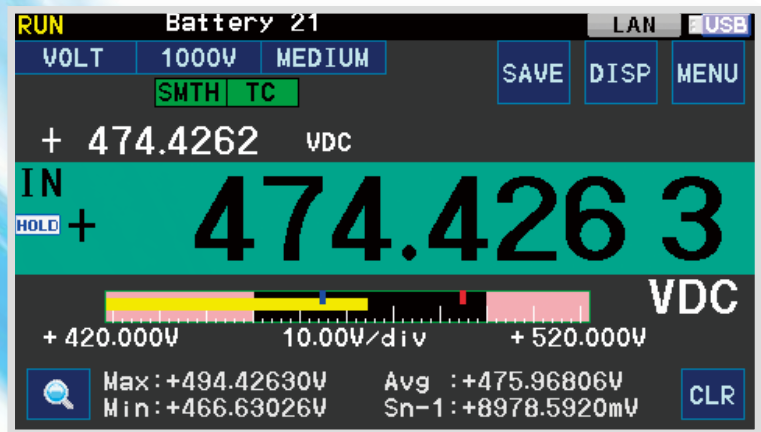 RUN Battery 21 LAN USB
VOLT 1000V MEDIUM SAVE DISP MENU
SMTH TC
+ 474.4262 VDC
IN
HOLD + 474.426 3
VDC
+ 420.000V 10.00V/div + 520.000V
Max:+494.42630V Avg :+475.96806V
Min:+466.63026V Sn-1:+8978.5920mV CLR